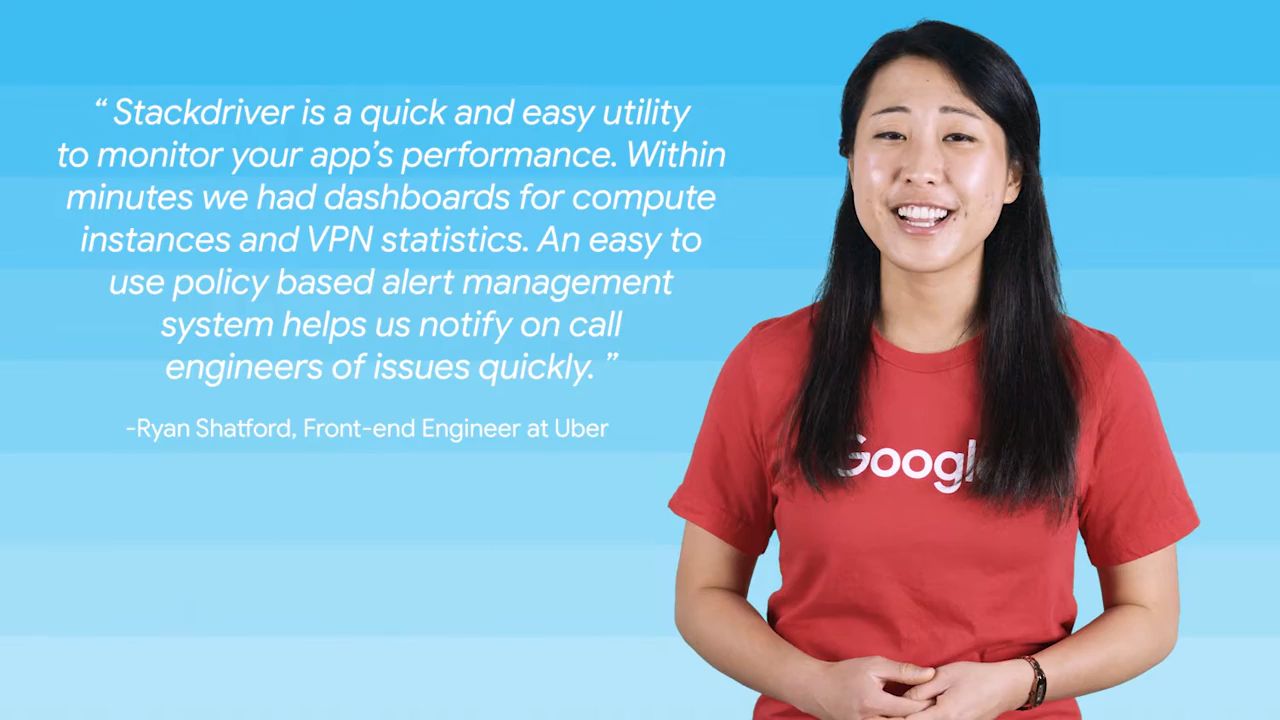 “ Stackdriver is a quick and easy utility
to monitor your app’s performance. Within
minutes we had dashboards for compute
instances and VPN statistics. An easy to
use policy based alert management
system helps us notify on call
engineers of issues quickly. ”
-Ryan Shatford, Front-end Engineer at Uber
Google